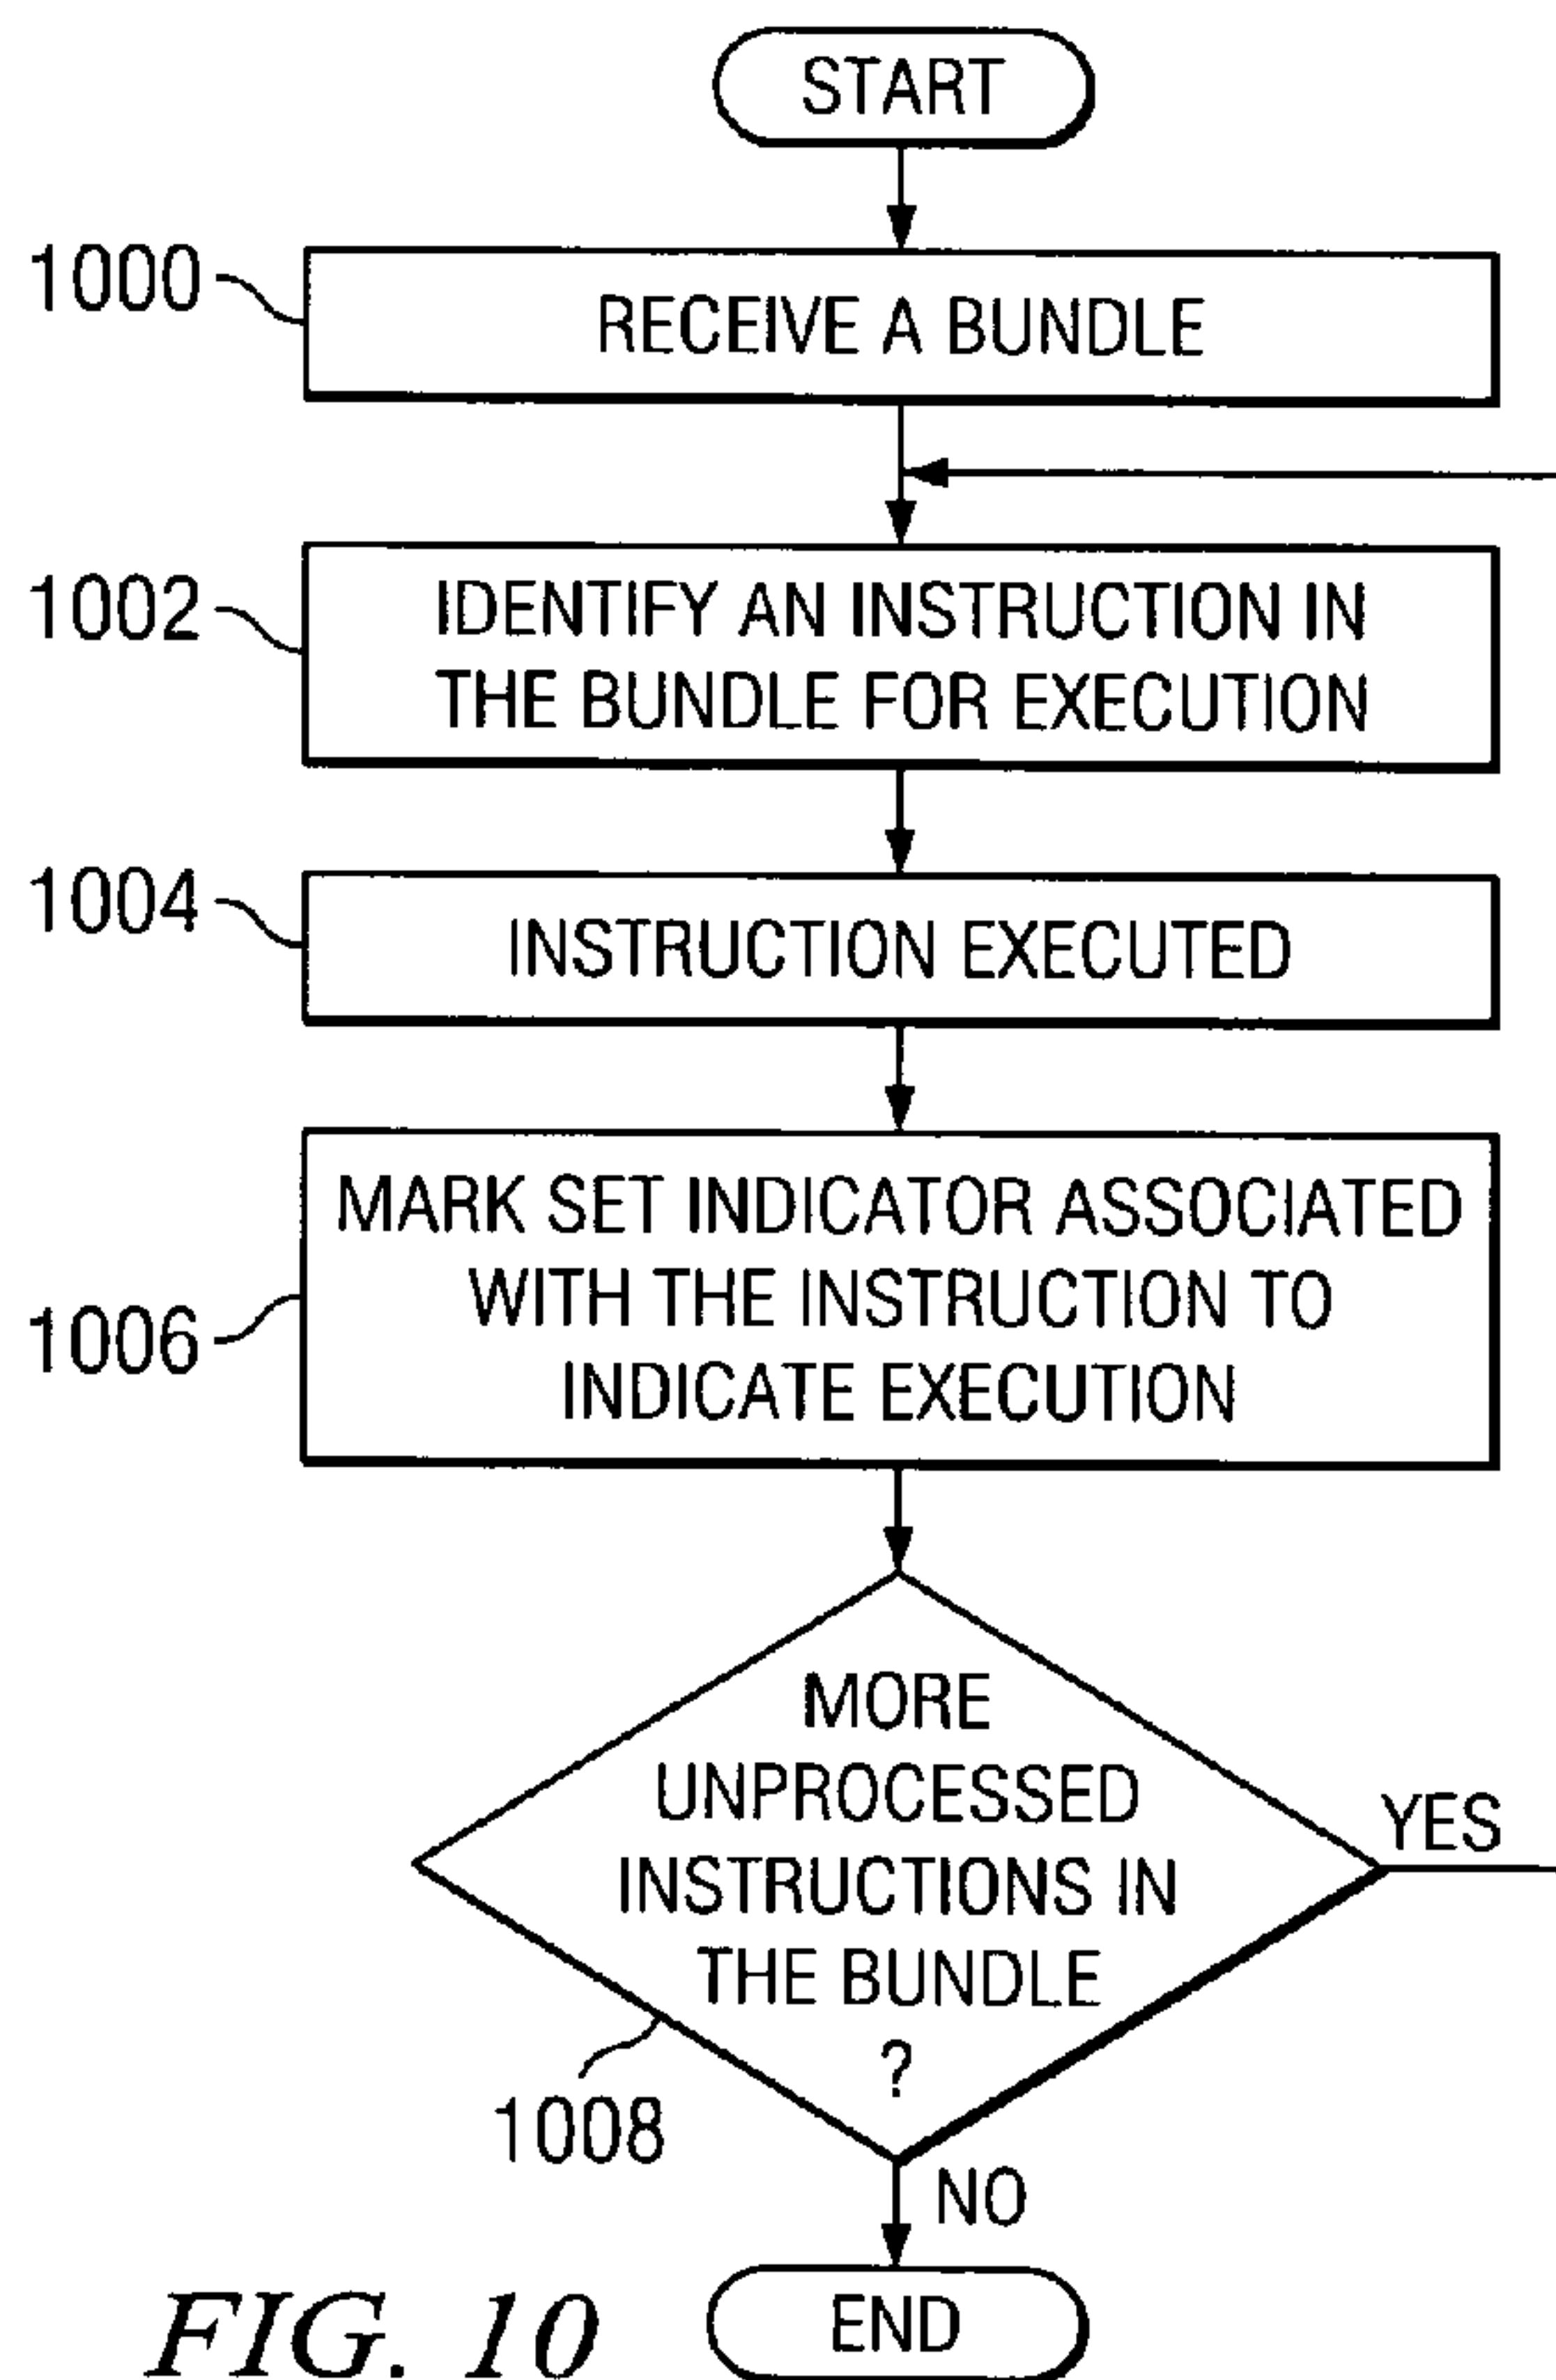 START
1000
RECEIVE A BUNDLE
1002
IDENTIFY AN INSTRUCTION IN
THE BUNDLE FOR EXECUTION
1004
INSTRUCTION EXECUTED
1006
MARK SET INDICATOR ASSOCIATED
WITH THE INSTRUCTION TO
INDICATE EXECUTION
MORE
UNPROCESSED
INSTRUCTIONS IN
THE BUNDLE
?
YES
1008
NO
END
FIG. 10